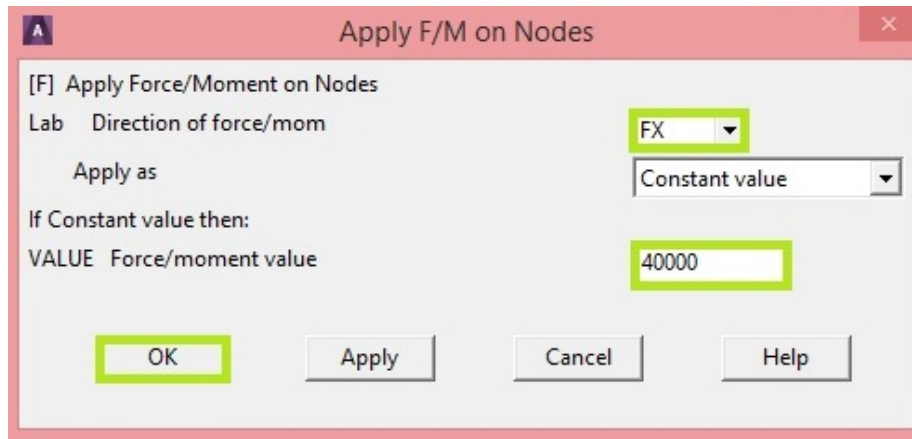 A
Apply F/M on Nodes
×
[F] Apply Force/Moment on Nodes
Lab Direction of force/mom FX
Apply as Constant value
If Constant value then:
VALUE Force/moment value 40000
OK Apply Cancel Help